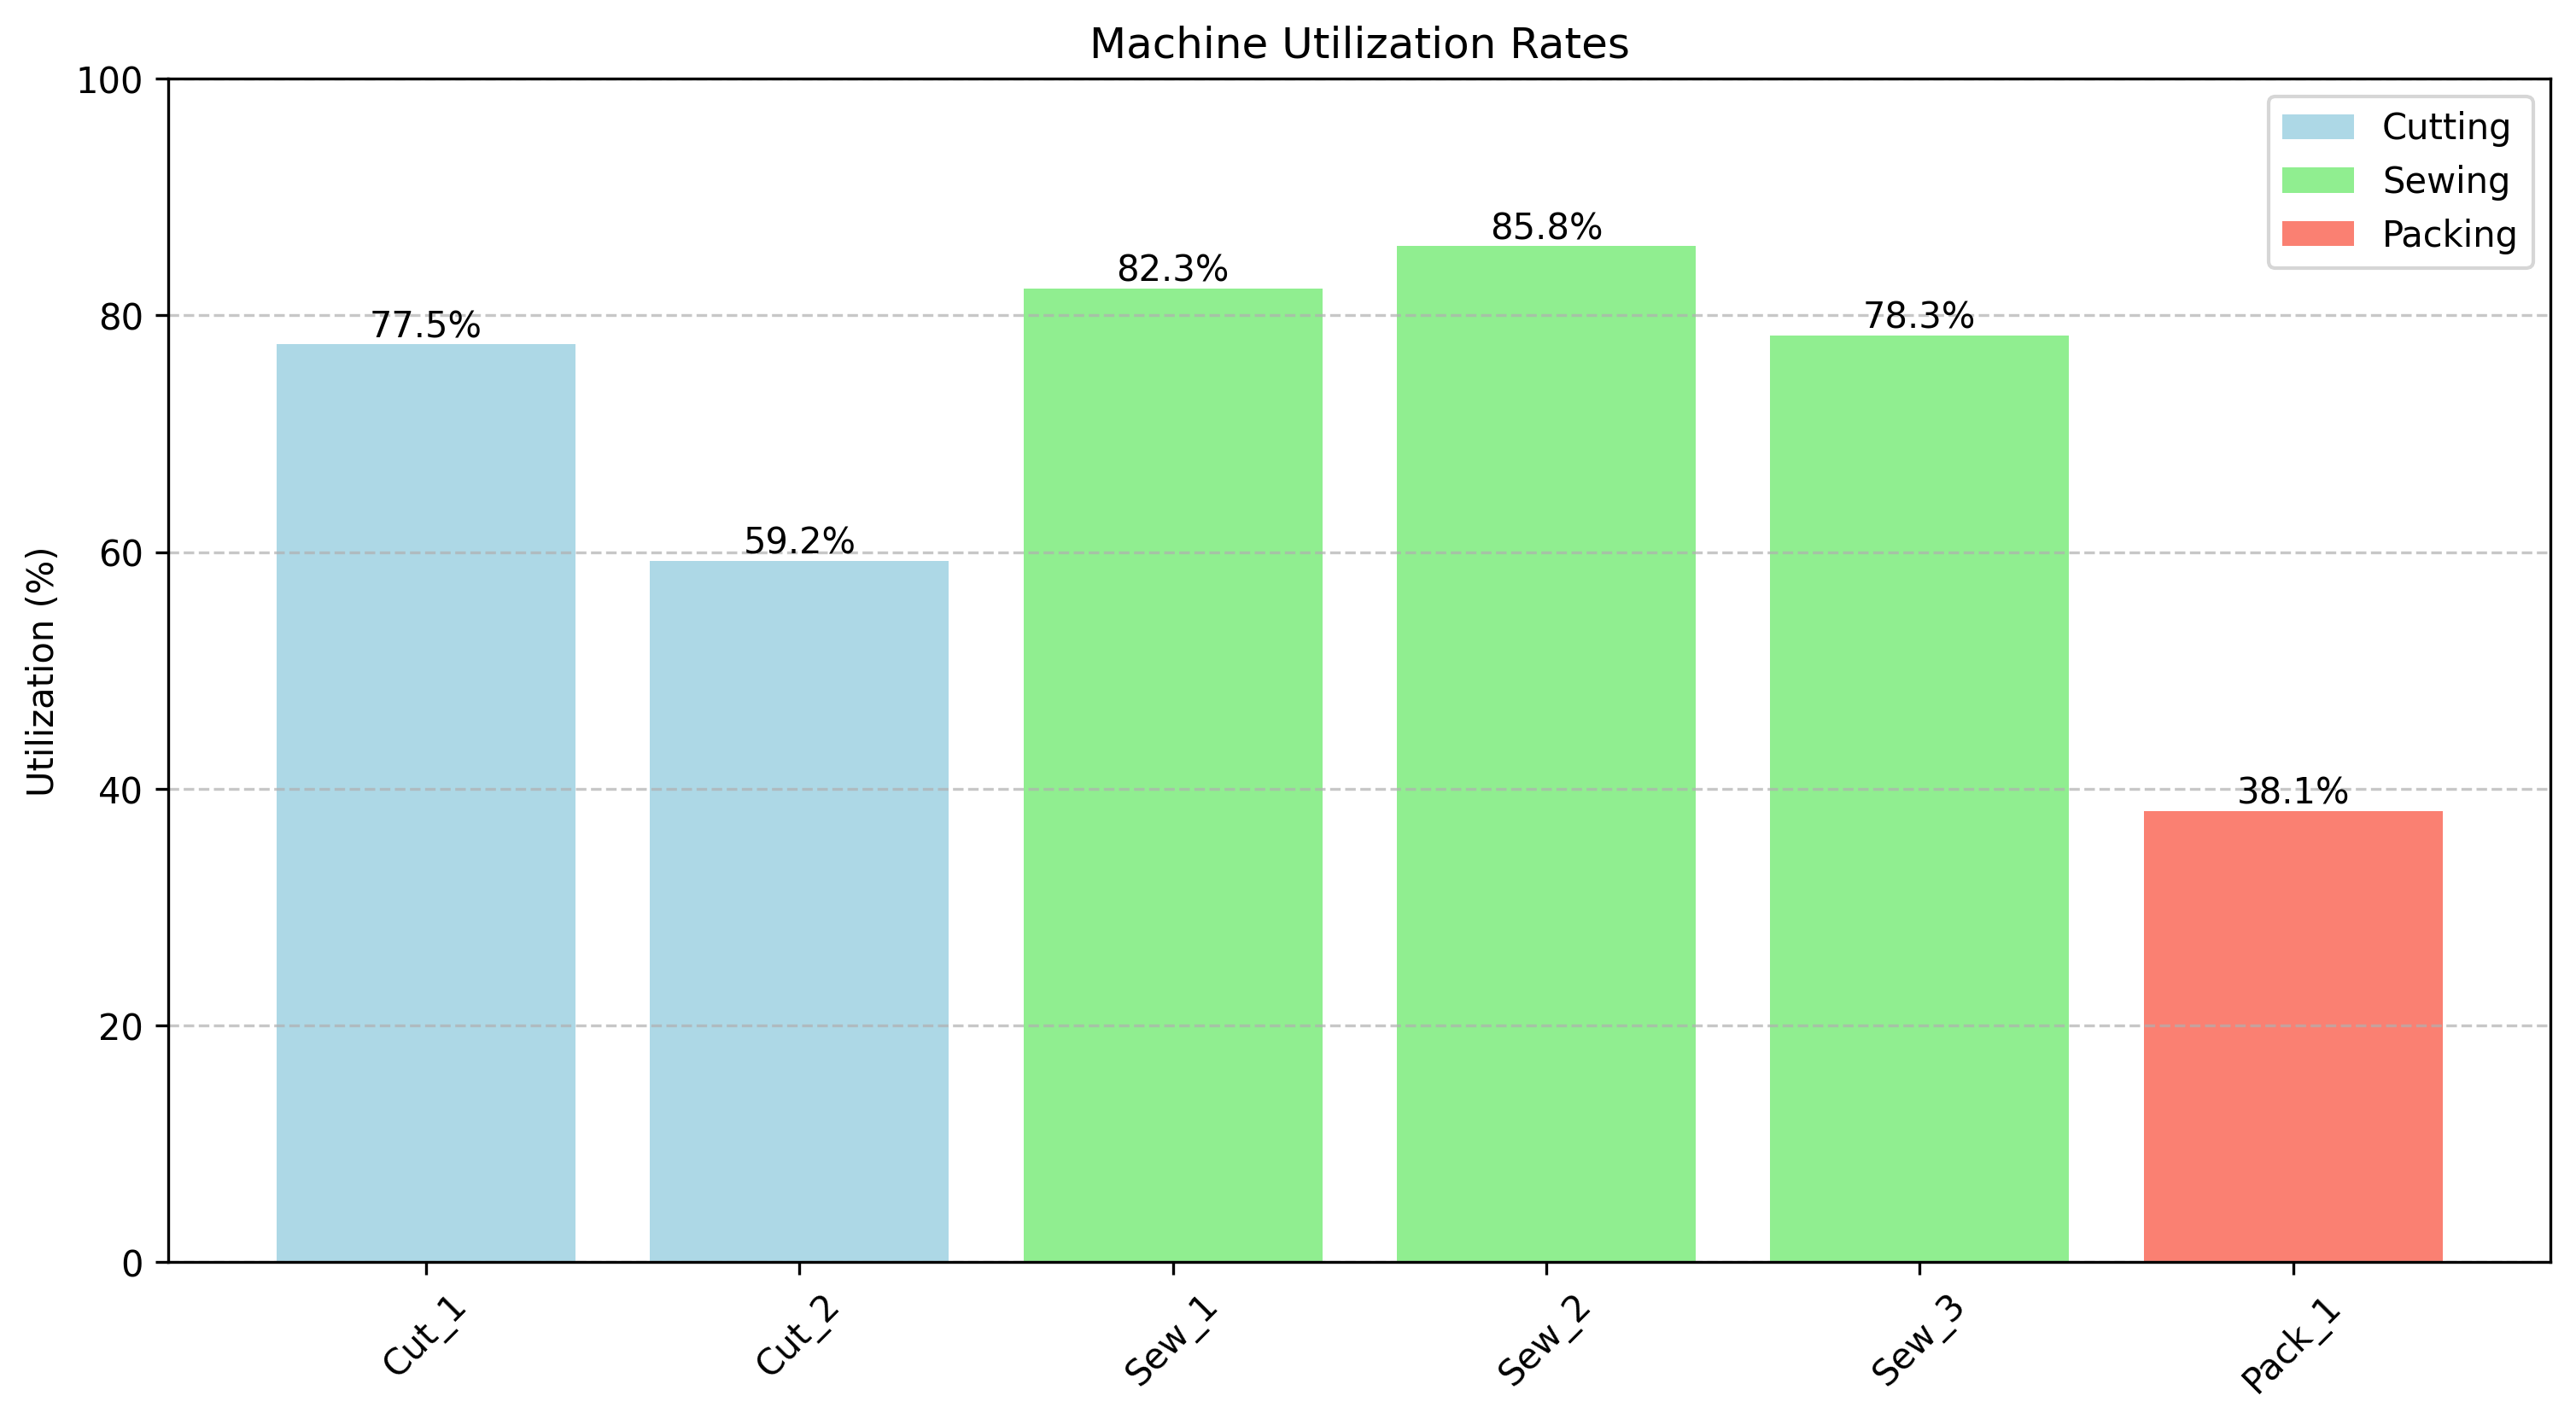 Machine Utilization Rates
Utilization (%)
100
80
60
40
20
0
Cutting
Sewing
Packing
77.5%
59.2%
82.3%
85.8%
78.3%
38.1%
Cut_1
Cut_2
Sew_1
Sew_2
Sew_3
Pack_1